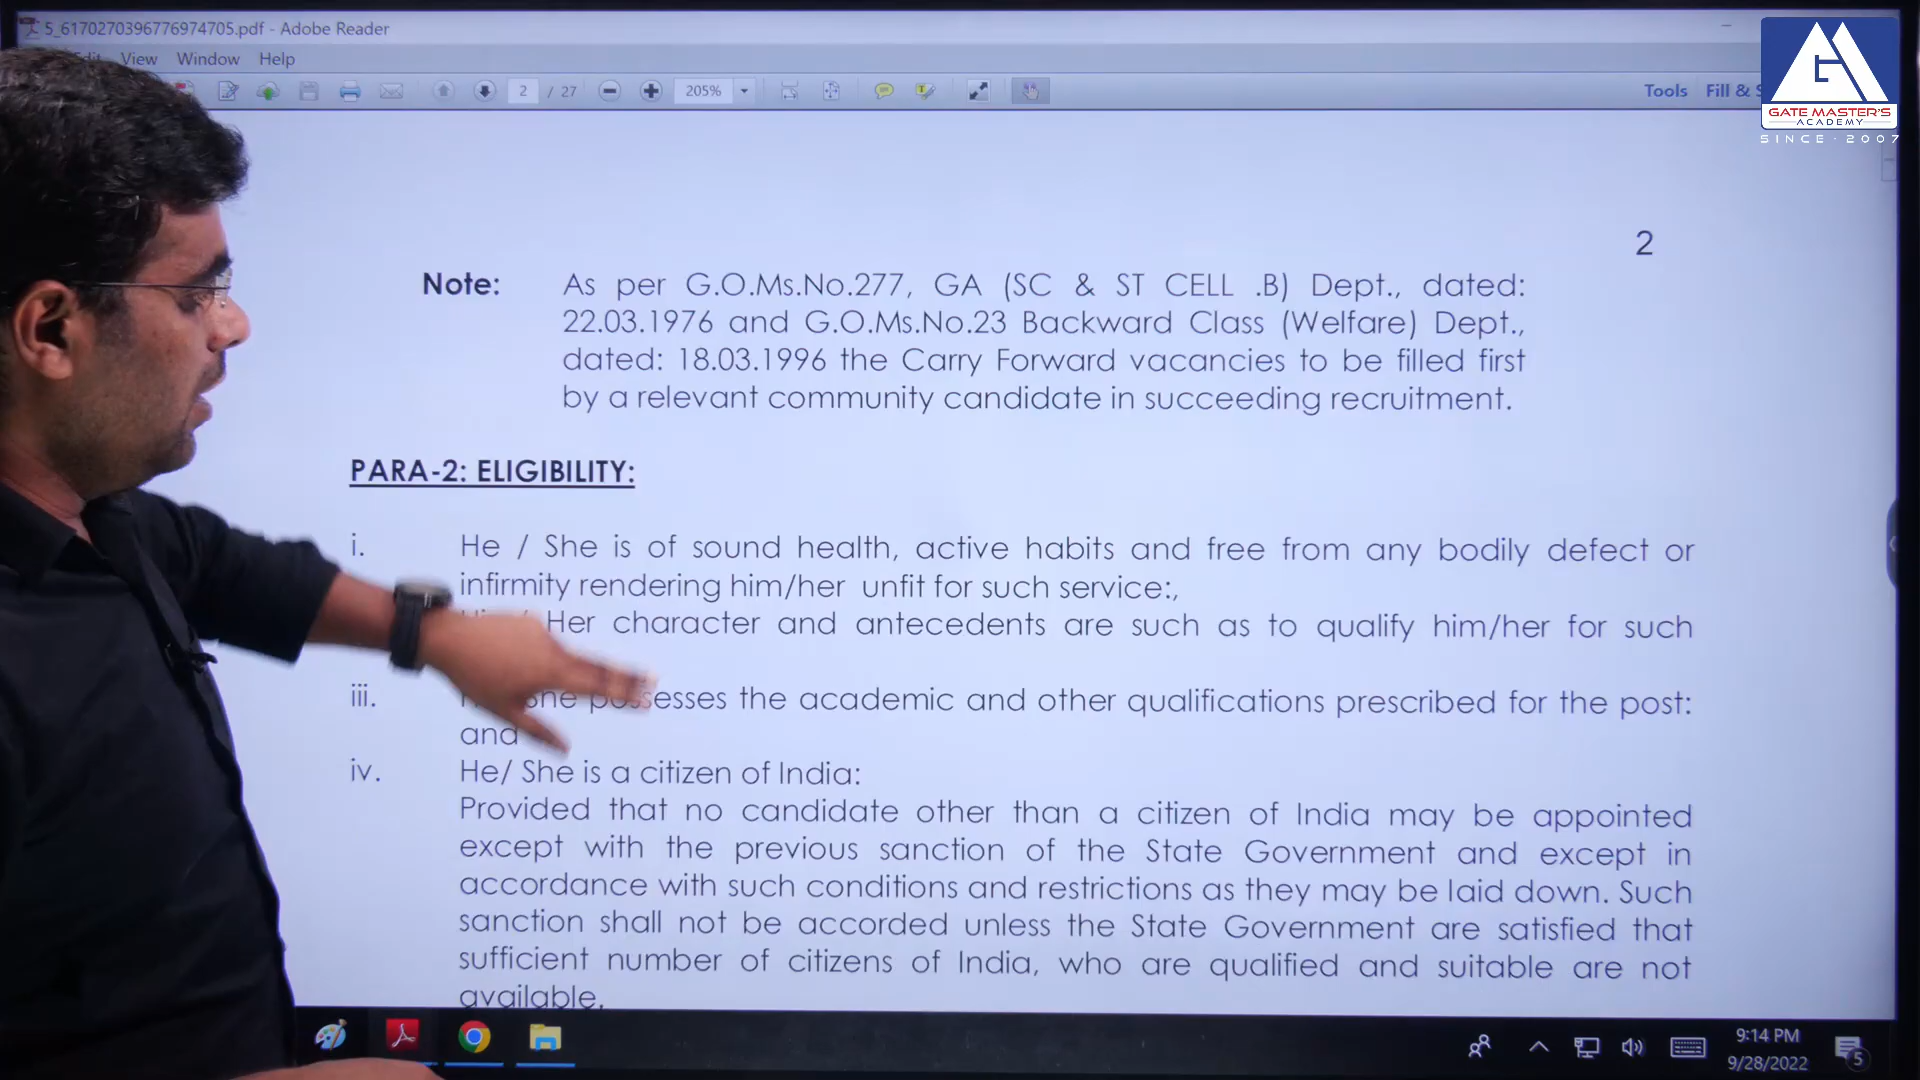 5_6170270396776974705.pdf - Adobe Reader
View Window Help
2 / 27 205% Tools Fill &
GATE MASTER'S
ACADEMY
SINCE - 2007
2
Note: As per G.O.Ms.No.277, GA (SC & ST CELL .B) Dept., dated:
22.03.1976 and G.O.Ms.No.23 Backward Class (Welfare) Dept.,
dated: 18.03.1996 the Carry Forward vacancies to be filled first
by a relevant community candidate in succeeding recruitment.
PARA-2: ELIGIBILITY:
i. He / She is of sound health, active habits and free from any bodily defect or
infirmity rendering him/her unfit for such service:,
Her character and antecedents are such as to qualify him/her for such
iii. She possesses the academic and other qualifications prescribed for the post:
and
iv. He/ She is a citizen of India:
Provided that no candidate other than a citizen of India may be appointed
except with the previous sanction of the State Government and except in
accordance with such conditions and restrictions as they may be laid down. Such
sanction shall not be accorded unless the State Government are satisfied that
sufficient number of citizens of India, who are qualified and suitable are not
available.
9:14 PM
9/28/2022
5